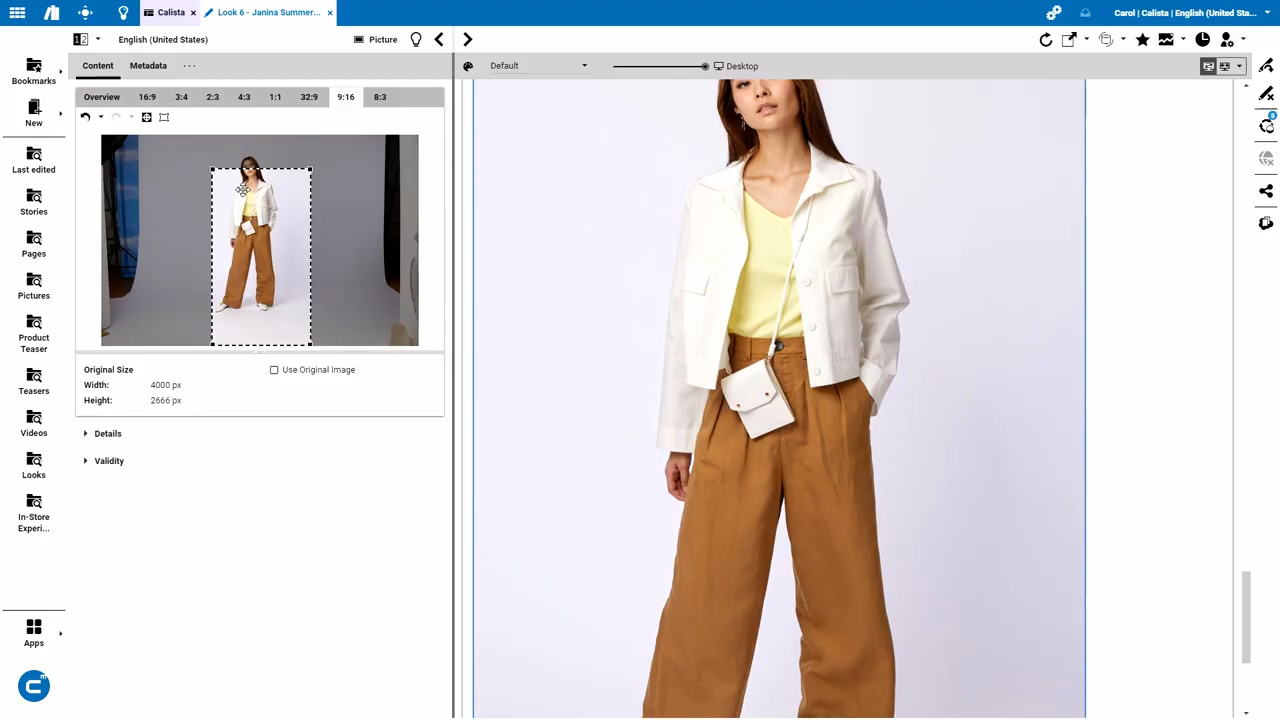 Calista
Look 6 - Janina Summer...
Carol | Calista | English (United Sta...
English (United States)
Picture
Content
Metadata
Default
Desktop
Overview
16:9
3:4
2:3
4:3
1:1
32:9
9:16
8:3
Bookmarks
New
Last edited
Stories
Pages
Pictures
Product
Teaser
Teasers
Videos
Looks
In-Store
Experi...
Apps
Original Size
Width: 4000 px
Height: 2666 px
Use Original Image
Details
Validity
8